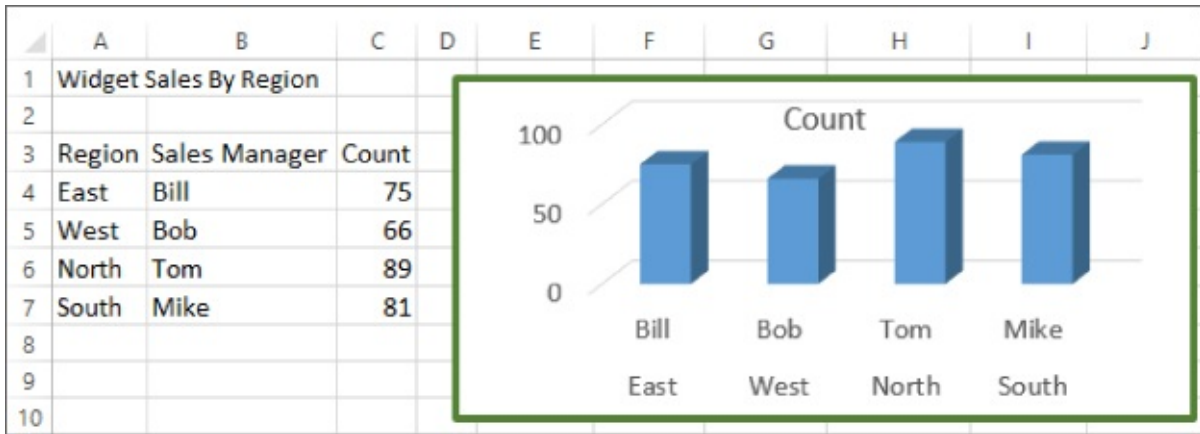 A B C D E F G H I J
1 Widget Sales By Region
2
3 Region Sales Manager Count
4 East Bill 75
5 West Bob 66
6 North Tom 89
7 South Mike 81
8
9
10
Count
100
50
0
Bill Bob Tom Mike
East West North South